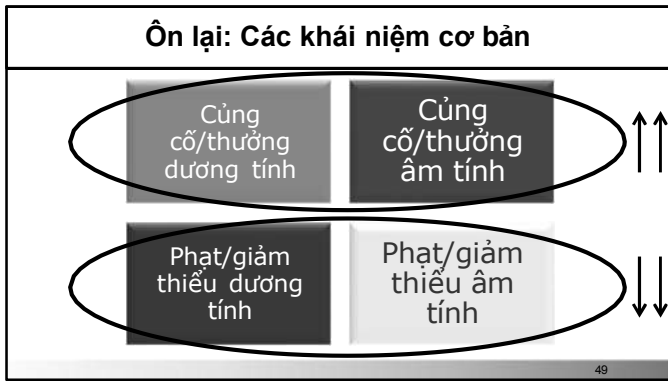 Ôn lại: Các khái niệm cơ bản
Củng
cố/thưởng
dương tính
Củng
cố/thưởng
âm tính
Phạt/giảm
thiểu dương
tính
Phạt/giảm
thiểu âm
tính
49